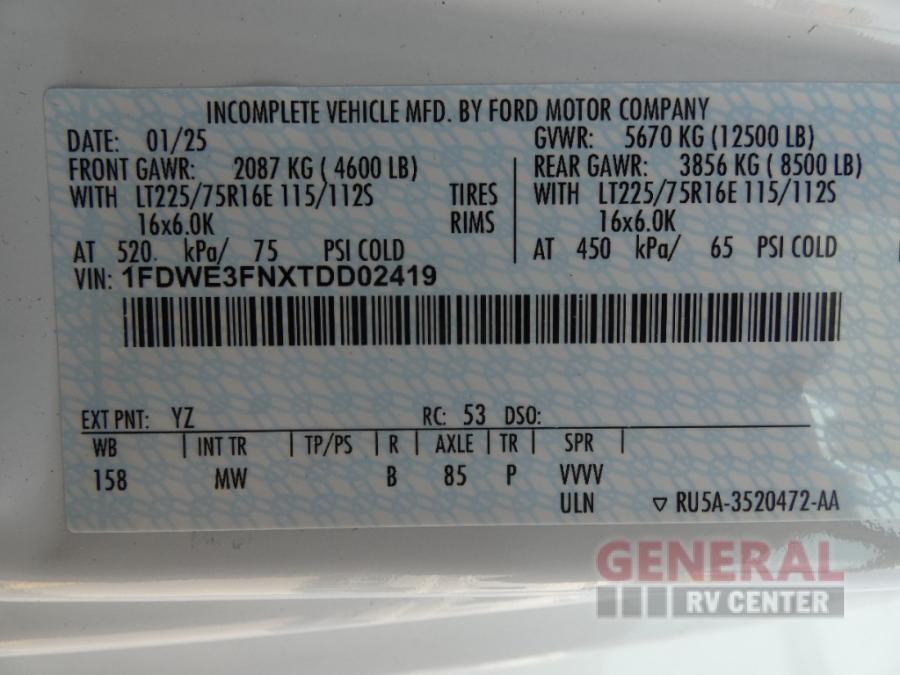 INCOMPLETE VEHICLE MFD. BY FORD MOTOR COMPANY
DATE: 01/25 GVWR: 5670 KG (12500 LB)
FRONT GAWR: 2087 KG ( 4600 LB) REAR GAWR: 3856 KG ( 8500 LB)
WITH LT225/75R16E 115/112S TIRES WITH LT225/75R16E 115/112S
16x6.0K RIMS 16x6.0K
AT 520 kPa/ 75 PSI COLD AT 450 kPa/ 65 PSI COLD
VIN: 1FDWE3FNXTDD02419
EXT PNT: YZ RC: 53 DSO:
WB | INT TR | TP/PS | R | AXLE | TR | SPR |
158 MW B 85 P VVVV
ULN ▽ RU5A-3520472-AA
GENERAL
RV CENTER